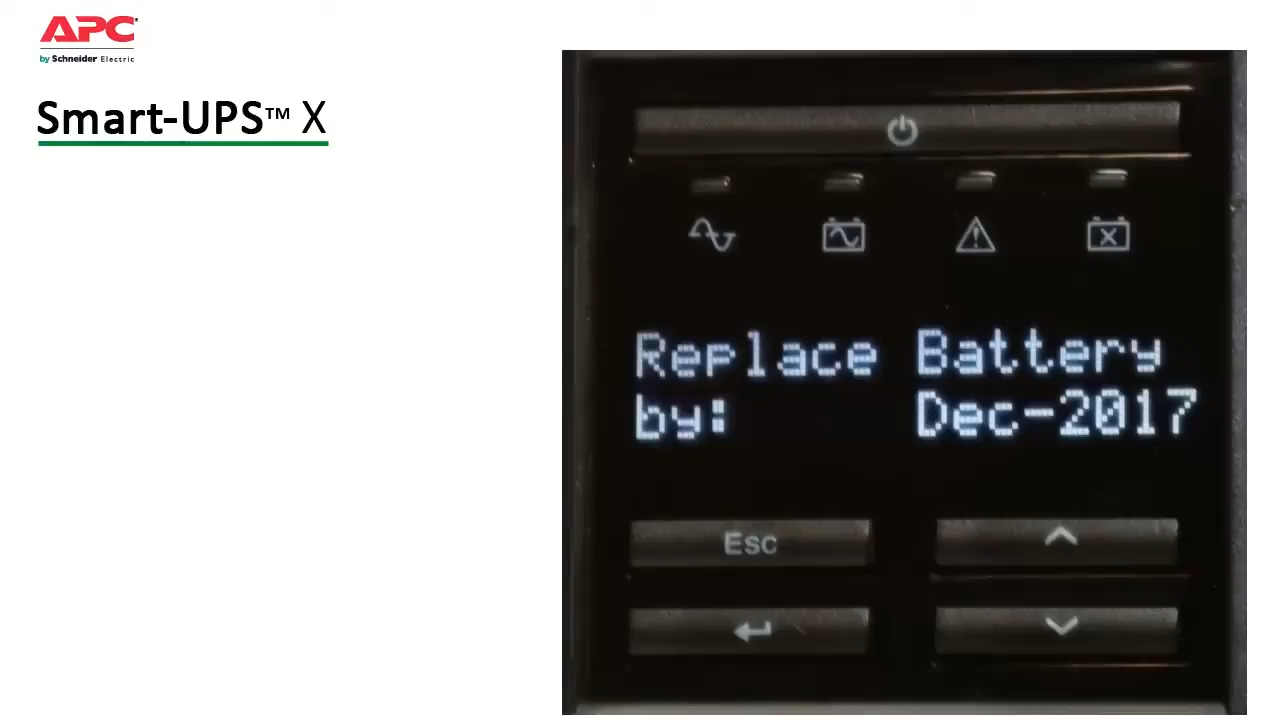 APC
by Schneider Electric
Smart-UPS™ X
Replace Battery
by: Dec-2017
Esc